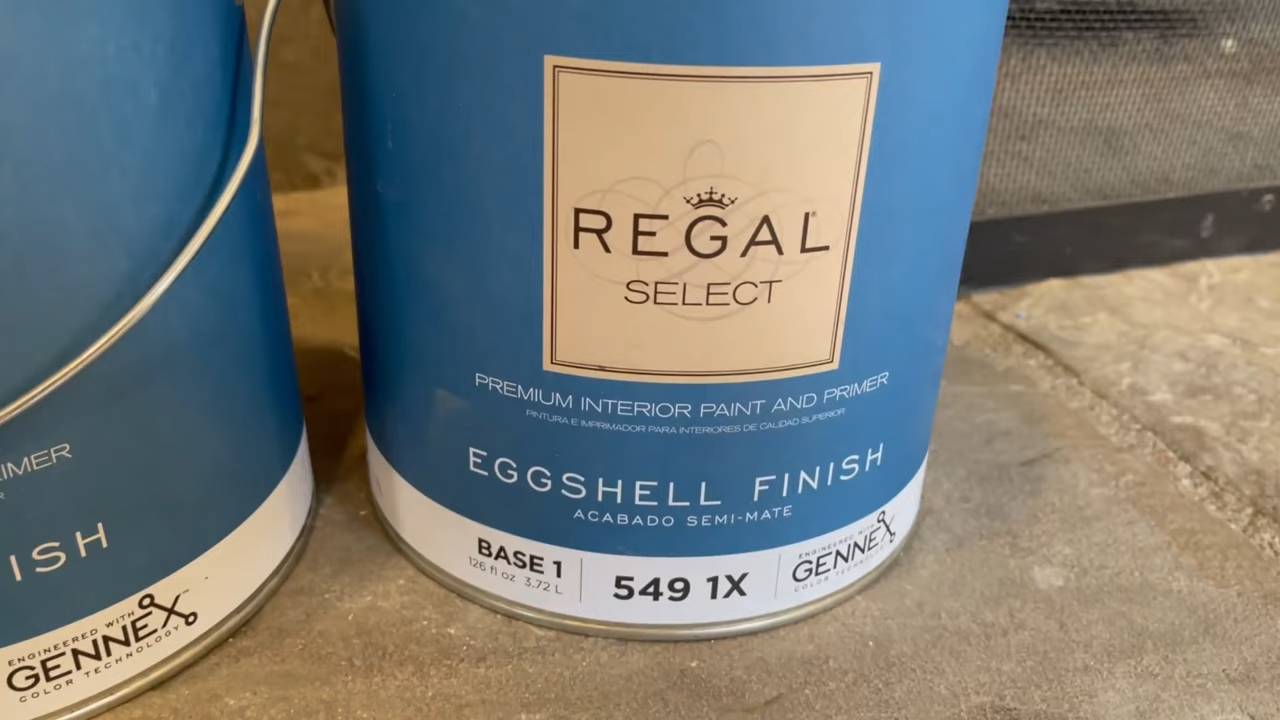 REGAL®
SELECT
PREMIUM INTERIOR PAINT AND PRIMER
PINTURA E IMPRIMADOR PARA INTERIORES DE CALIDAD SUPERIOR
EGGSHELL FINISH
ACABADO SEMI-MATE
BASE 1
126 fl oz 3.72 L
549 1X
ENGINEERED WITH
GENNEX
COLOR TECHNOLOGY
IMER
R
ISH
ENGINEERED WITH
GENNEX™
COLOR TECHNOLOGY